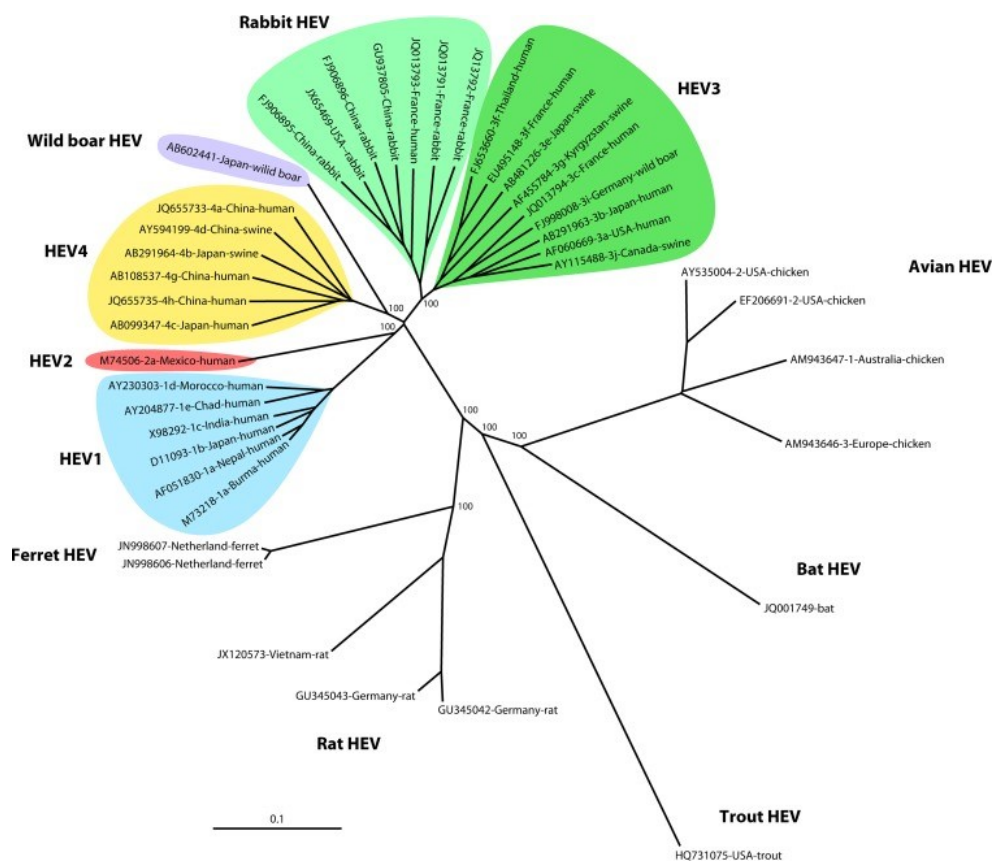 Rabbit HEV
FJ906895-China-rabbit
JX65469-USA--rabbit
FJ906896-China-rabbit
GU937805-China-rabbit
JQ013793-France-human
JQ013791-France-rabbit
JQ13792-France-rabbit
HEV3
FJ653660-3f-Thailand-human
EU495148-3f-France-human
AB481226-3e-Japan-swine
AF455784-3g-Kyrgyzstan-swine
JQ013794-3c-France-human
FJ998008-3i-Germany-wild boar
AB291963-3b-Japan-human
AF060669-3a-USA-human
AY115488-3j-Canada-swine
Wild boar HEV
AB602441-Japan-wilid boar
HEV4
JQ655733-4a-China-human
AY594199-4d-China-swine
AB291964-4b-Japan-swine
AB108537-4g-China-human
JQ655735-4h-China-human
AB099347-4c-Japan-human
HEV2
M74506-2a-Mexico-human
HEV1
AY230303-1d-Morocco-human
AY204877-1e-Chad-human
X98292-1c-India-human
D11093-1b-Japan-human
AF051830-1a-Nepal-human
M73218-1a-Burma-human
100
100
100
100
100
100
100
Avian HEV
AY535004-2-USA-chicken
EF206691-2-USA-chicken
AM943647-1-Australia-chicken
AM943646-3-Europe-chicken
Ferret HEV
JN998607-Netherland-ferret
JN998606-Netherland-ferret
Bat HEV
JQ001749-bat
JX120573-Vietnam-rat
GU345043-Germany-rat
GU345042-Germany-rat
Rat HEV
Trout HEV
HQ731075-USA-trout
0.1